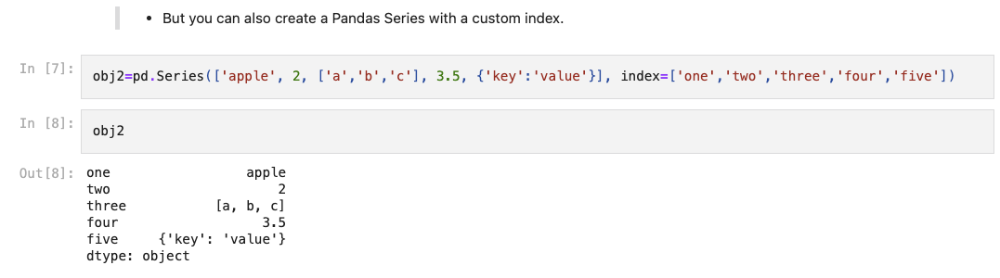 • But you can also create a Pandas Series with a custom index.
In [7]: obj2=pd.Series(['apple', 2, ['a','b','c'], 3.5, {'key':'value'}], index=['one','two','three','four','five'])
In [8]: obj2
Out[8]: one                 apple
two                     2
three           [a, b, c]
four                  3.5
five     {'key': 'value'}
dtype: object